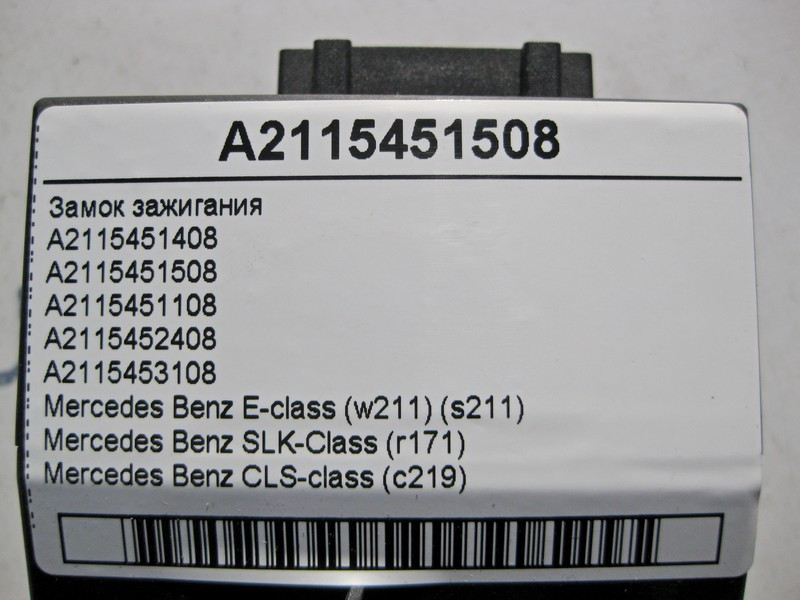 A2115451508
Замок зажигания
A2115451408
A2115451508
A2115451108
A2115452408
A2115453108
Mercedes Benz E-class (w211) (s211)
Mercedes Benz SLK-Class (r171)
Mercedes Benz CLS-class (c219)